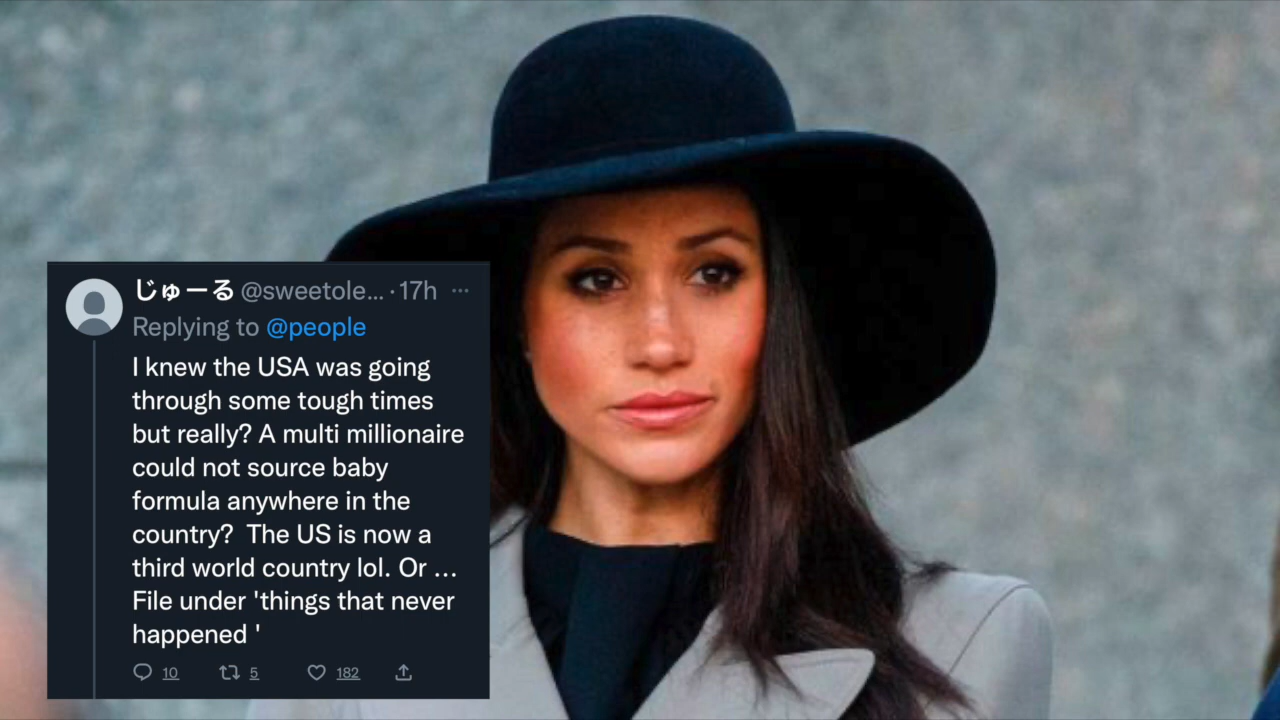 じゅーる @sweetole... · 17h ...
Replying to @people
I knew the USA was going
through some tough times
but really? A multi millionaire
could not source baby
formula anywhere in the
country?  The US is now a
third world country lol. Or ...
File under 'things that never
happened '
10 5 182